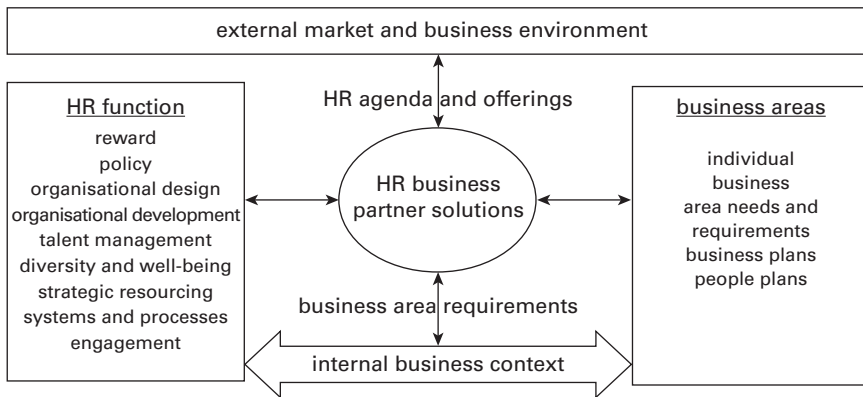 external market and business environment
HR agenda and offerings
HR function
reward
policy
organisational design
organisational development
talent management
diversity and well-being
strategic resourcing
systems and processes
engagement
HR business
partner solutions
business areas
individual
business
area needs and
requirements
business plans
people plans
business area requirements
internal business context